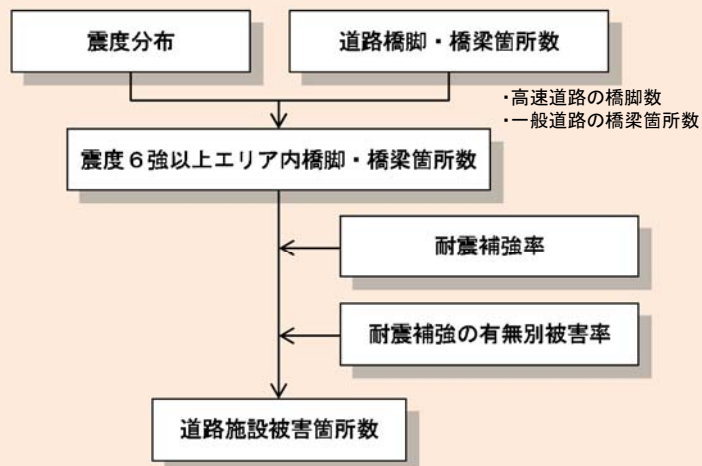 震度分布
道路橋脚・橋梁箇所数
・高速道路の橋脚数
・一般道路の橋梁箇所数
震度６強以上エリア内橋脚・橋梁箇所数
耐震補強率
耐震補強の有無別被害率
道路施設被害箇所数